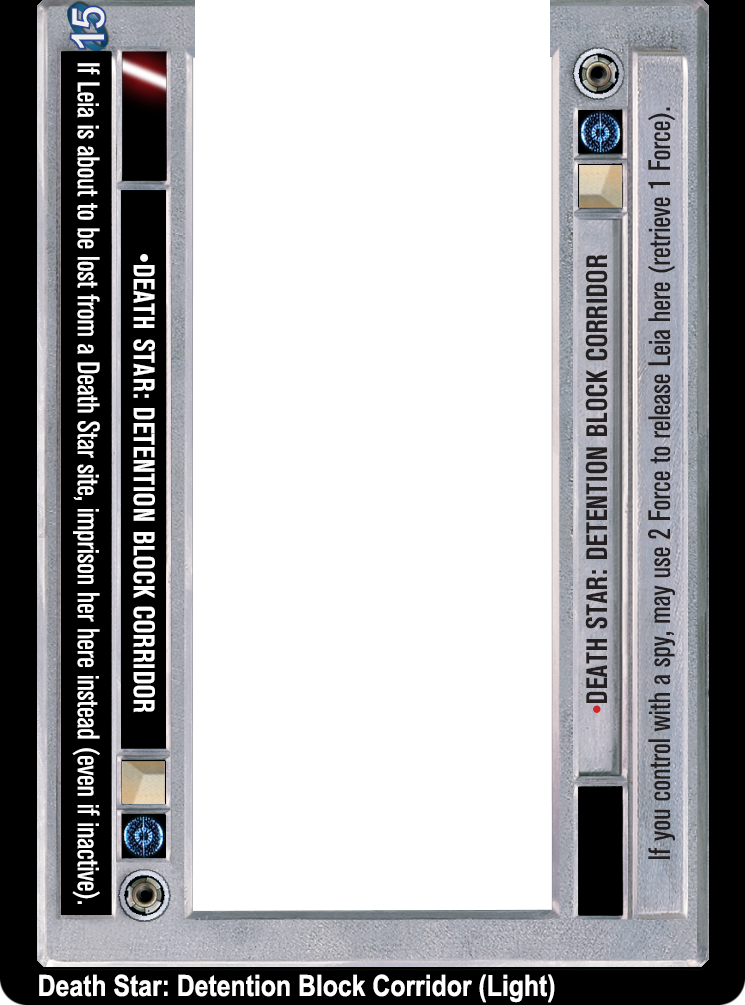 15
If Leia is about to be lost from a Death Star site, imprison her here instead (even if inactive).
•DEATH STAR: DETENTION BLOCK CORRIDOR
•DEATH STAR: DETENTION BLOCK CORRIDOR
If you control with a spy, may use 2 Force to release Leia here (retrieve 1 Force).
Death Star: Detention Block Corridor (Light)